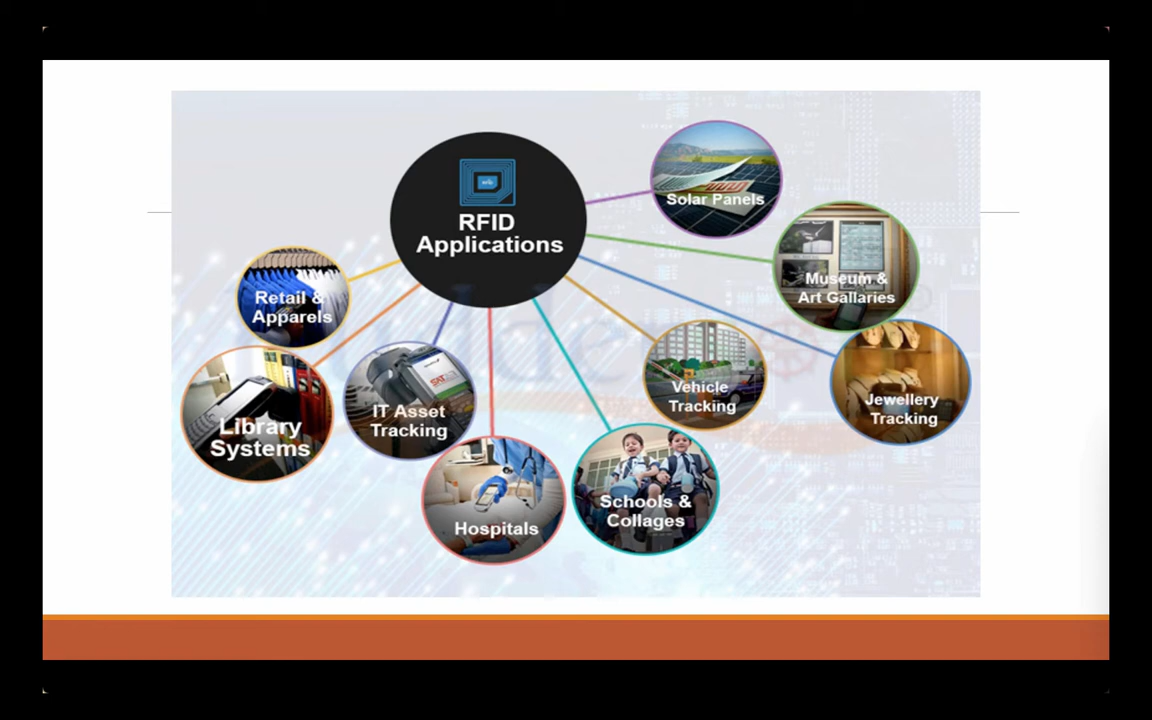 RFID
Applications
Solar Panels
Museum &
Art Gallaries
Retail &
Apparels
Jewellery
Tracking
Vehicle
Tracking
IT Asset
Tracking
Library
Systems
Schools &
Collages
Hospitals